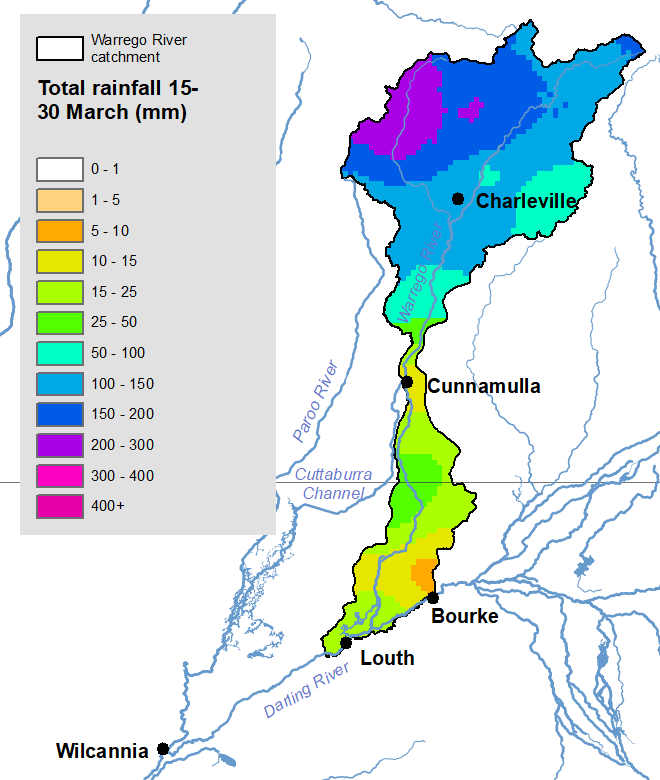 Warrego River
catchment
Total rainfall 15-
30 March (mm)
0 - 1
1 - 5
5 - 10
10 - 15
15 - 25
25 - 50
50 - 100
100 - 150
150 - 200
200 - 300
300 - 400
400+
Charleville
Warrego River
Cunnamulla
Paroo River
Cuttaburra
Channel
Bourke
Louth
Darling River
Wilcannia